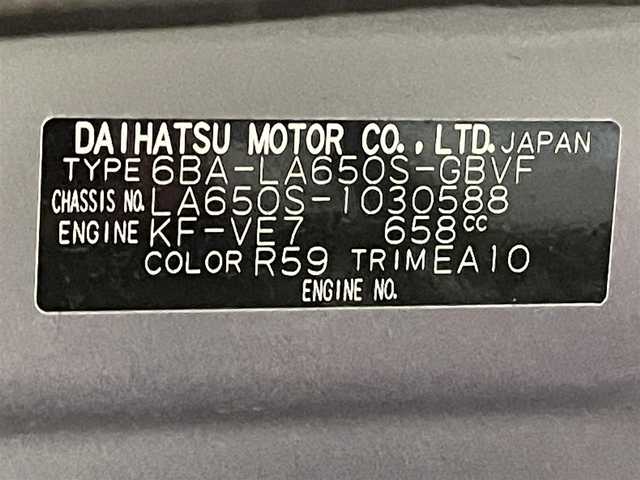 DAIHATSU MOTOR CO., LTD. JAPAN
TYPE 6BA-LA650S-GBVF
CHASSIS NO. LA650S-1030588
ENGINE KF-VE7 658cc
COLOR R59 TRIM EA10
ENGINE NO.